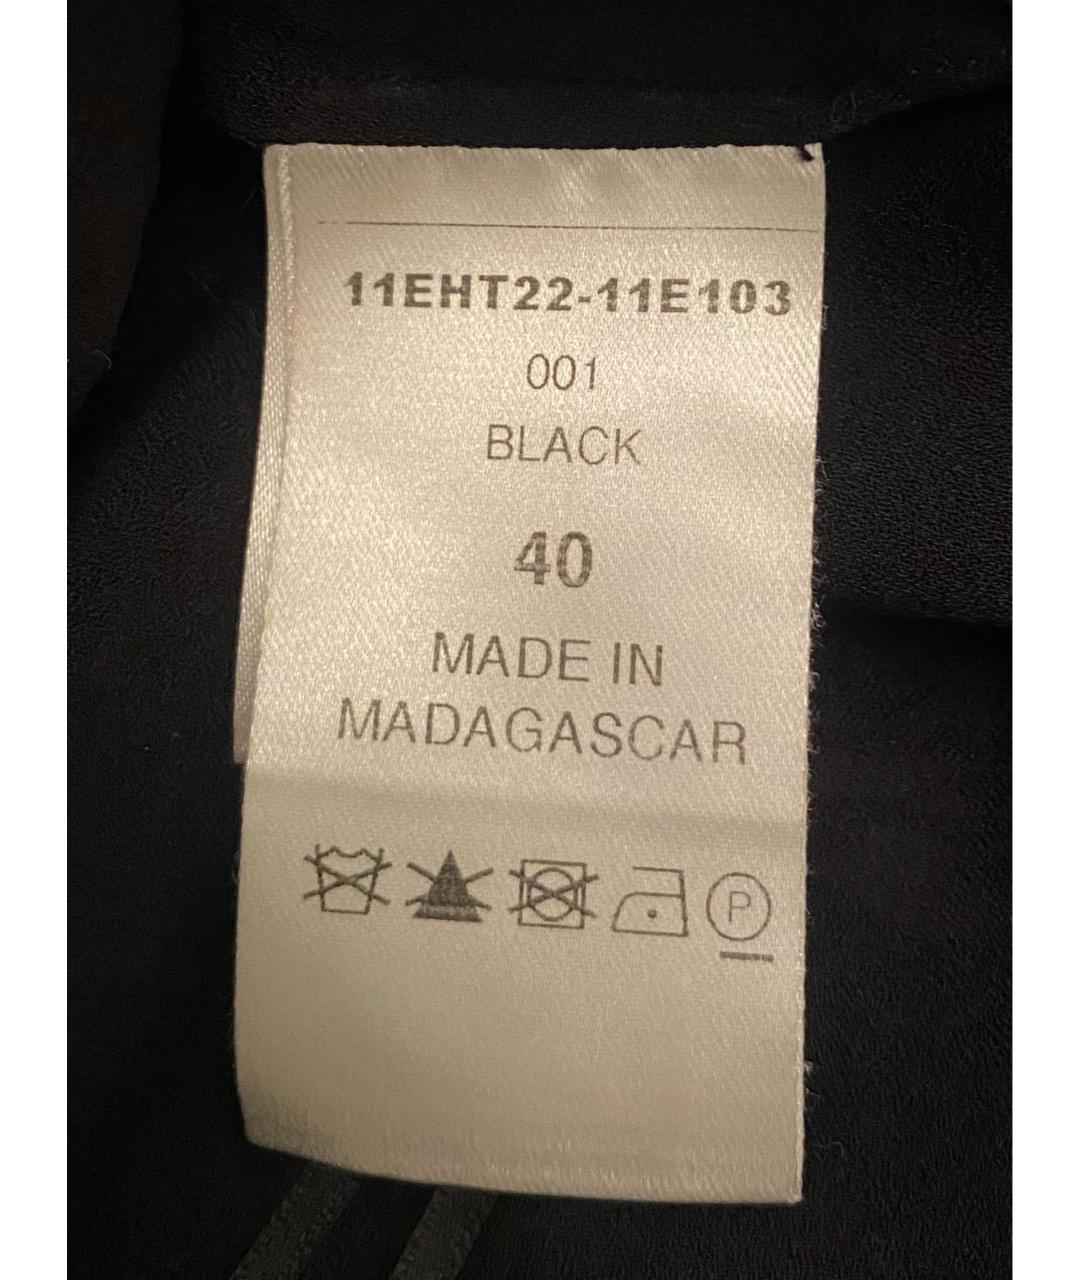 11EHT22-11E103
001
BLACK
40
MADE IN
MADAGASCAR
P